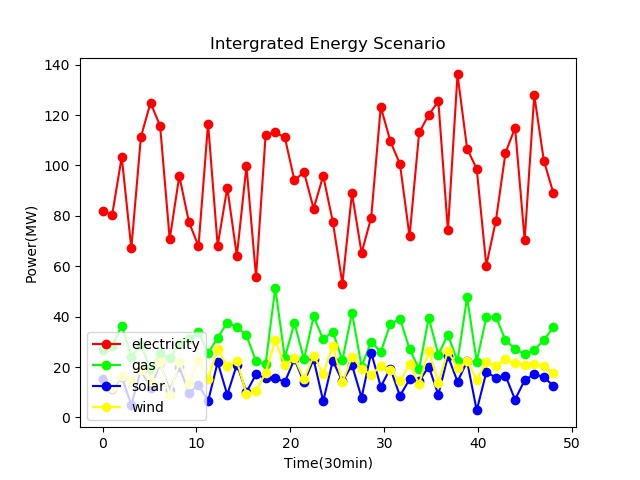 Intergrated Energy Scenario
Power(MW)
140
120
100
80
60
40
20
0
electricity
gas
solar
wind
0 10 20 30 40 50
Time(30min)